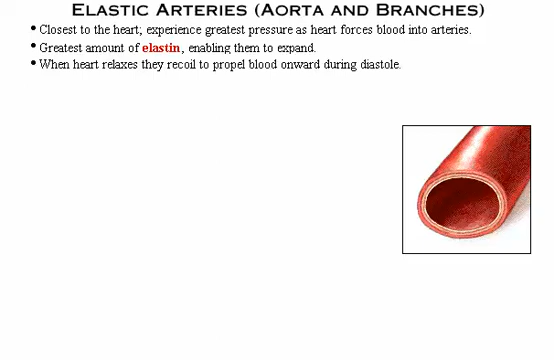 Elastic Arteries (Aorta and Branches)
• Closest to the heart; experience greatest pressure as heart forces blood into arteries.
• Greatest amount of elastin, enabling them to expand.
• When heart relaxes they recoil to propel blood onward during diastole.